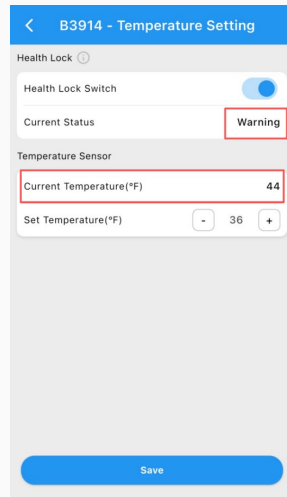 B3914 - Temperature Setting
Health Lock
Health Lock Switch
Current Status Warning
Temperature Sensor
Current Temperature(°F) 44
Set Temperature(°F) - 36 +
Save